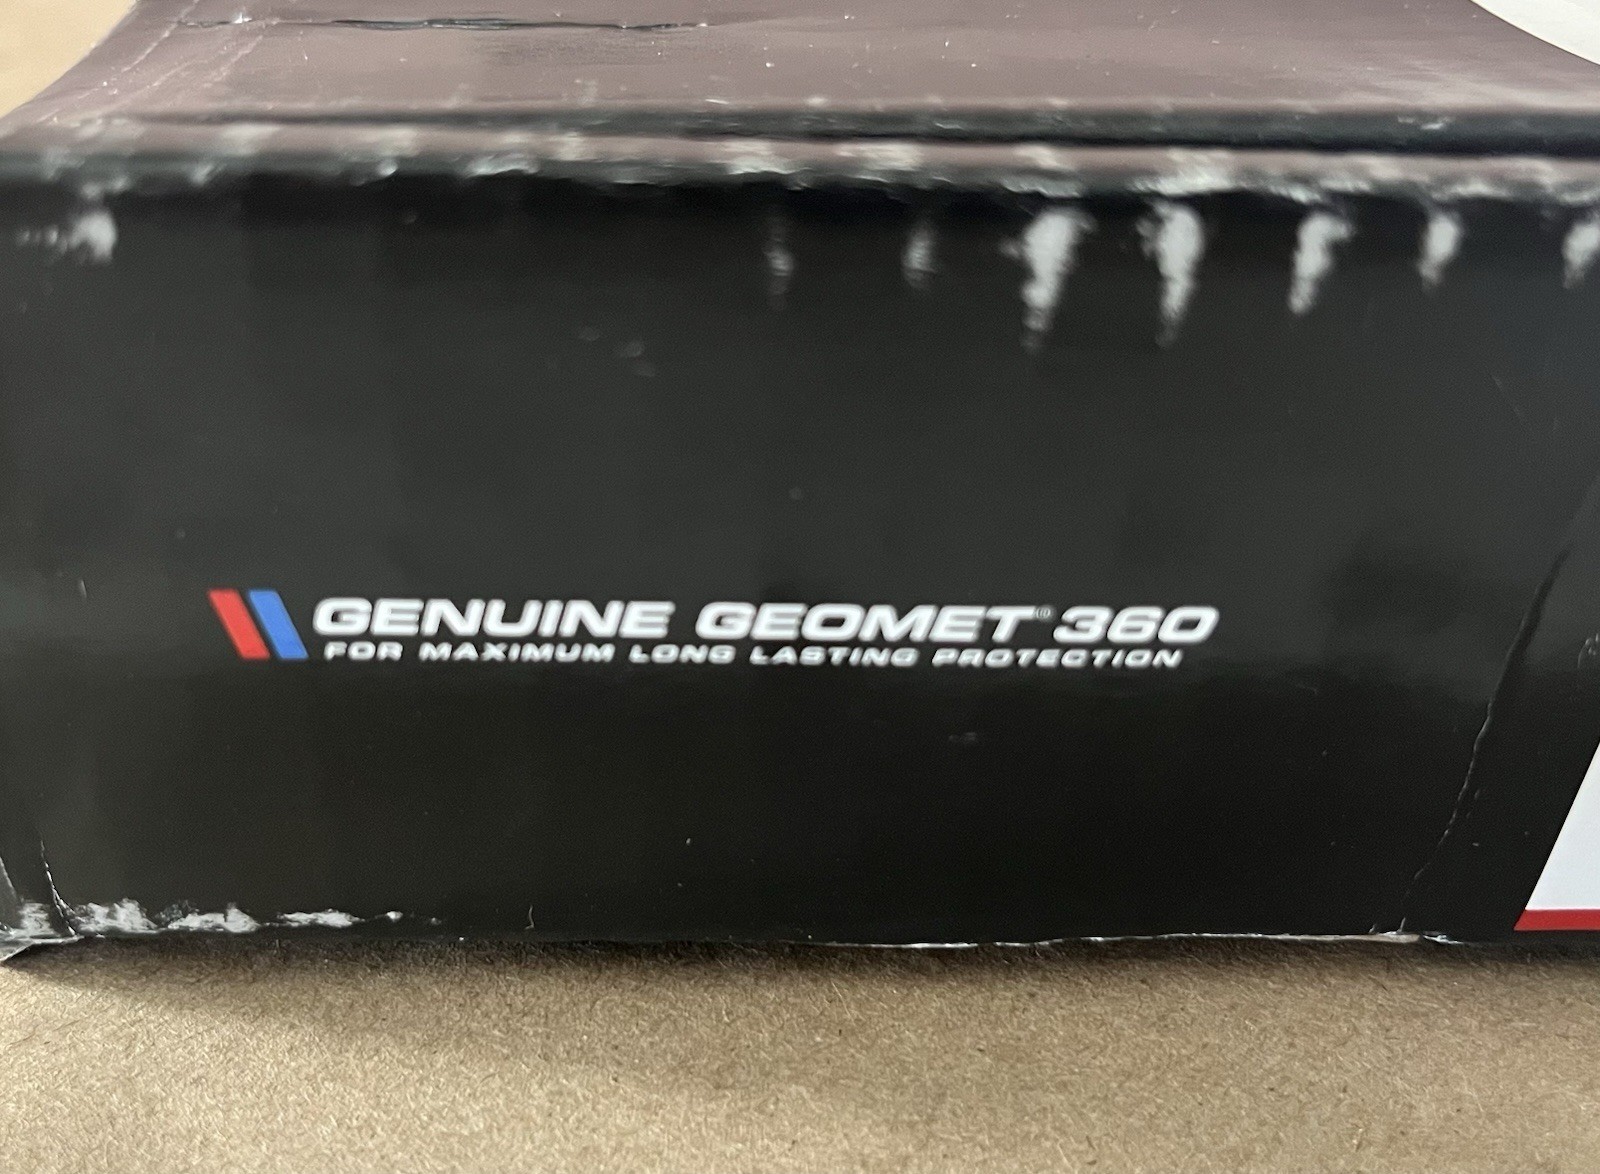 GENUINE GEOMET® 360
FOR MAXIMUM LONG LASTING PROTECTION